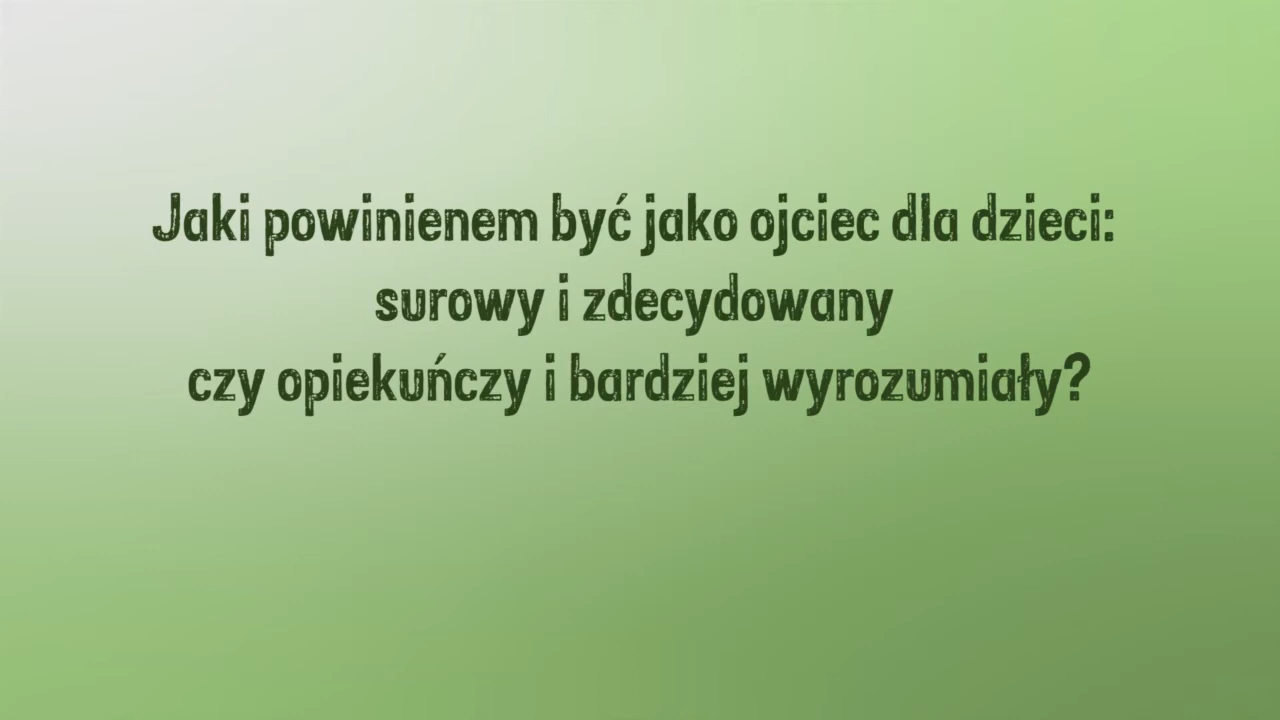 Jaki powinienem być jako ojciec dla dzieci:
surowy i zdecydowany
czy opiekuńczy i bardziej wyrozumiały?